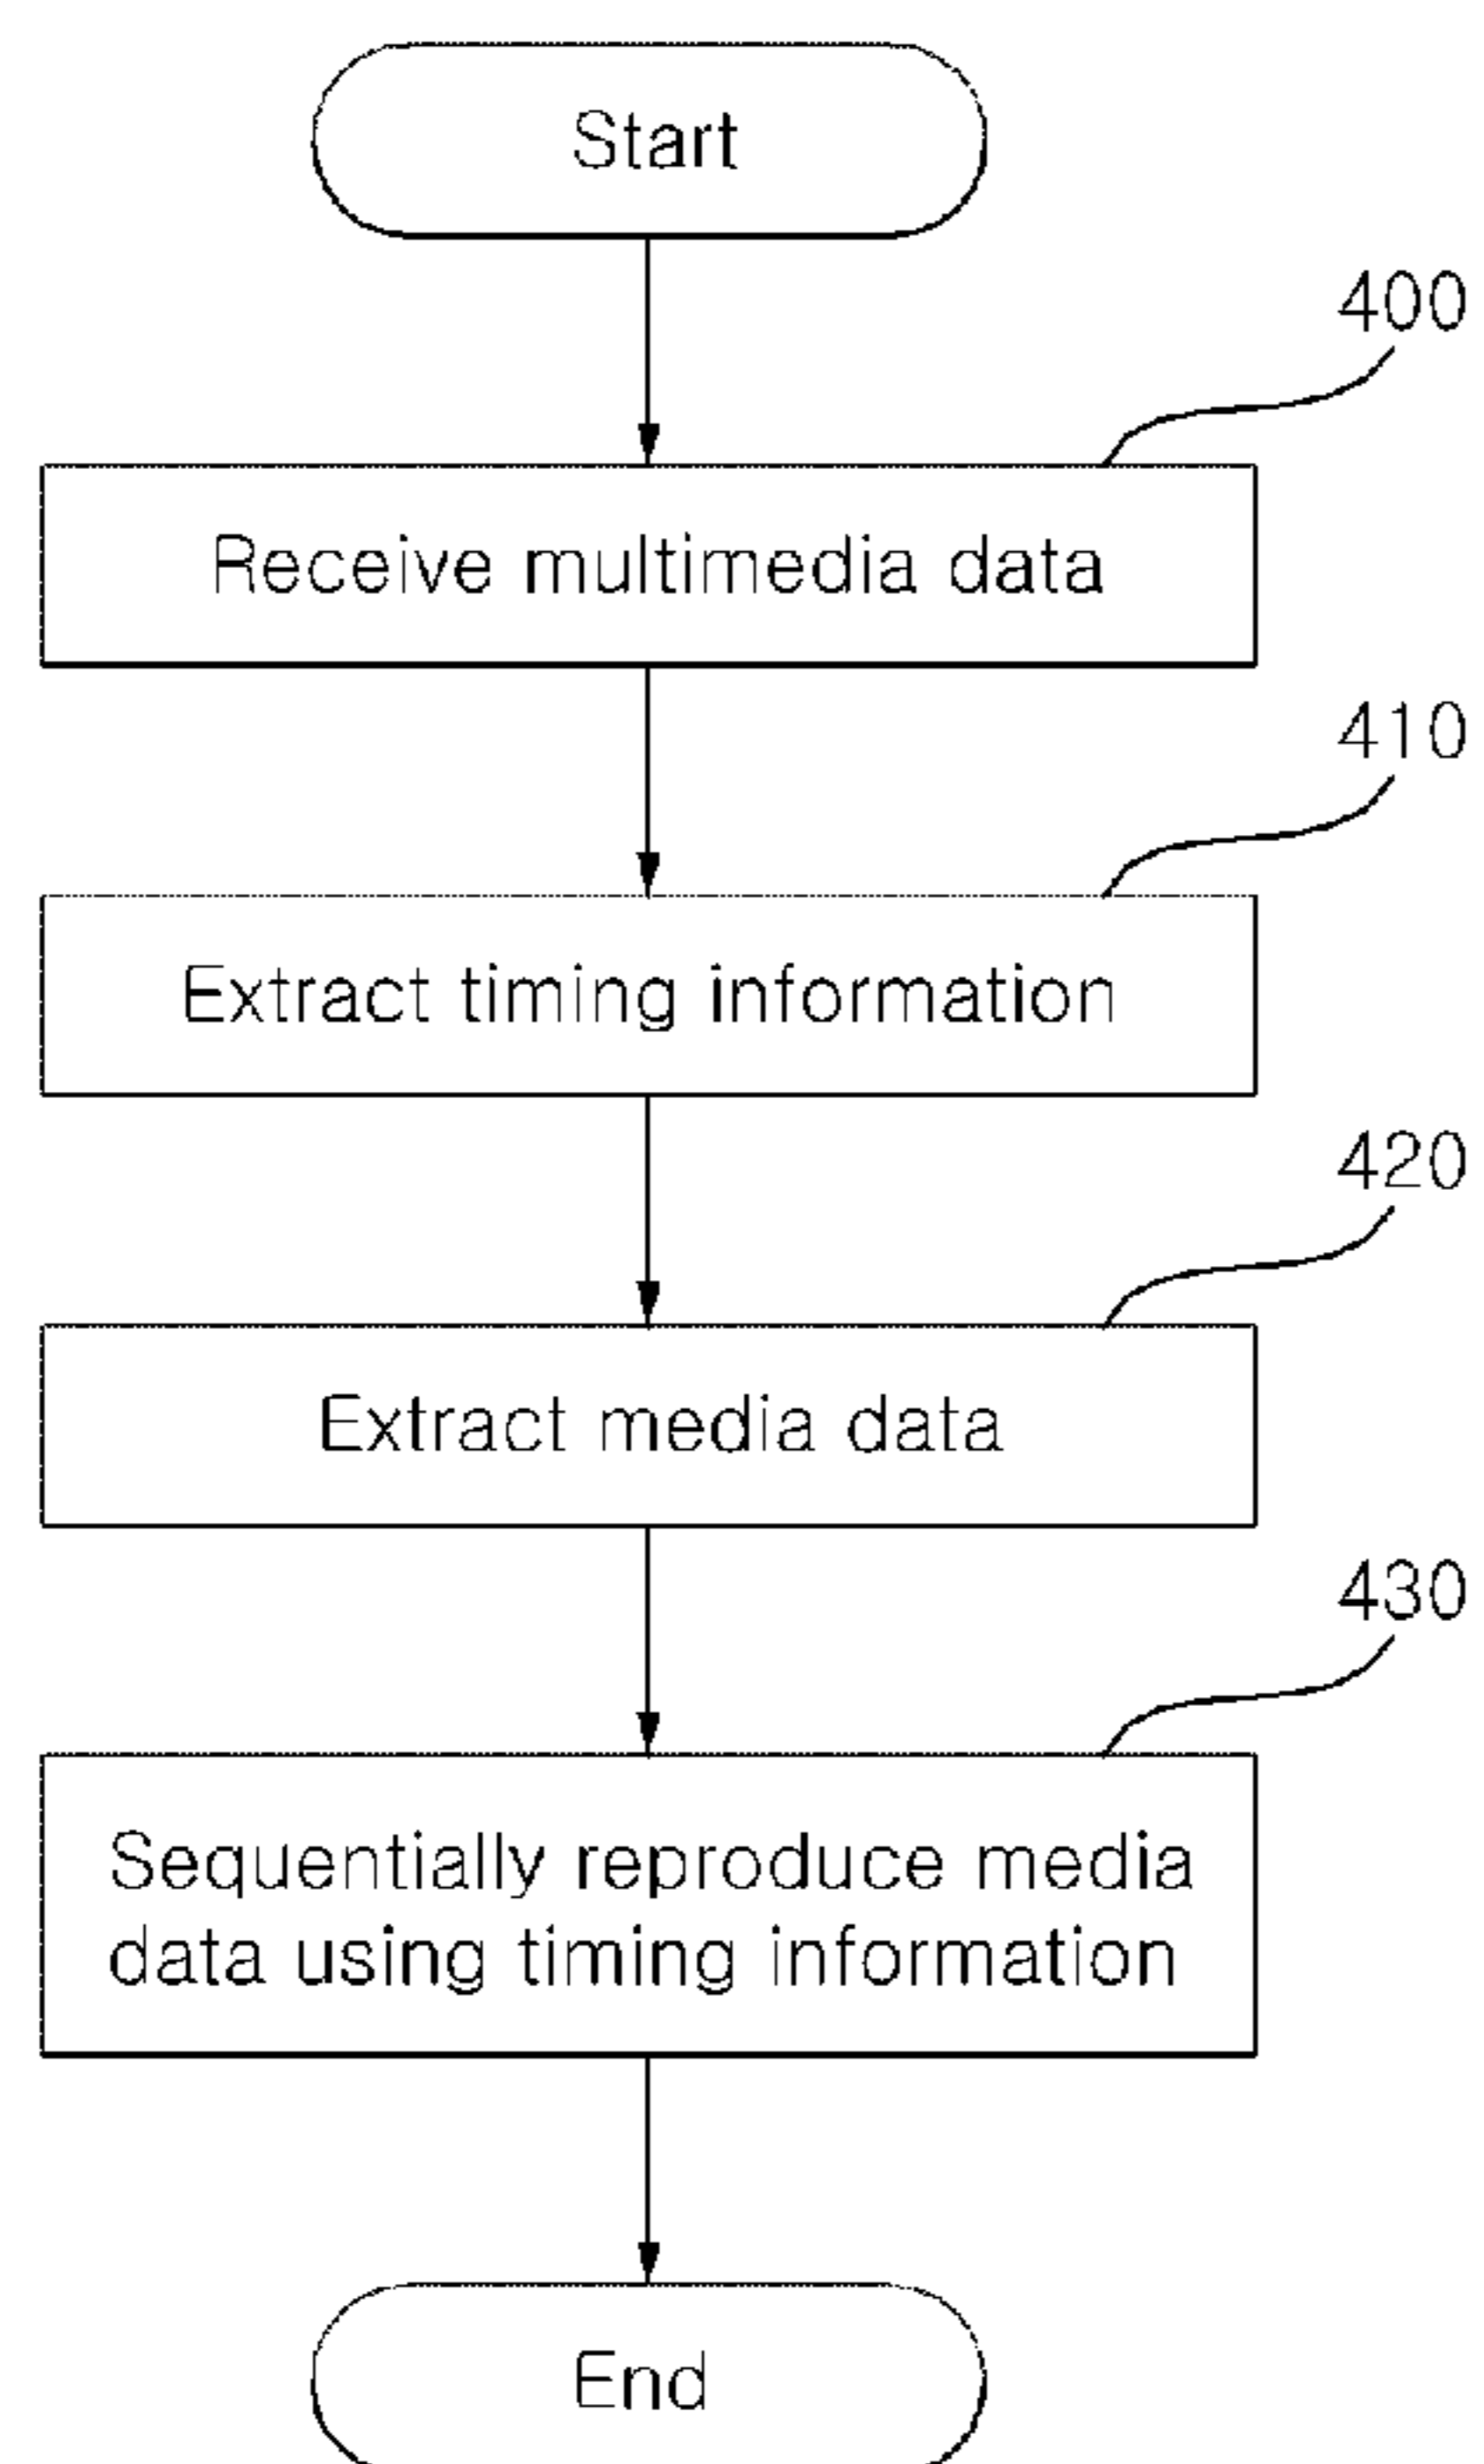 Start
400
Receive multimedia data
410
Extract timing information
420
Extract media data
430
Sequentially reproduce media
data using timing information
End